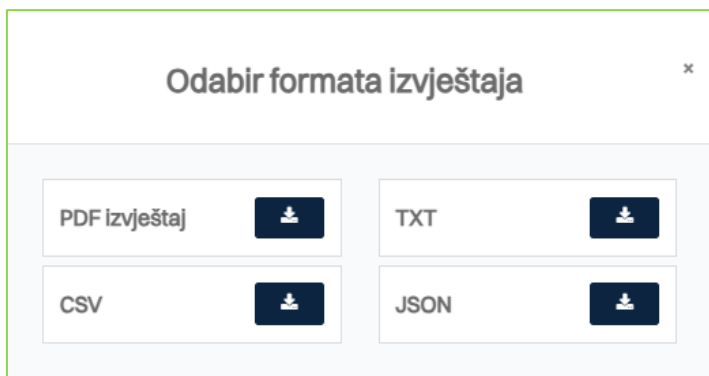 Odabir formata izvještaja
×
PDF izvještaj
TXT
CSV
JSON